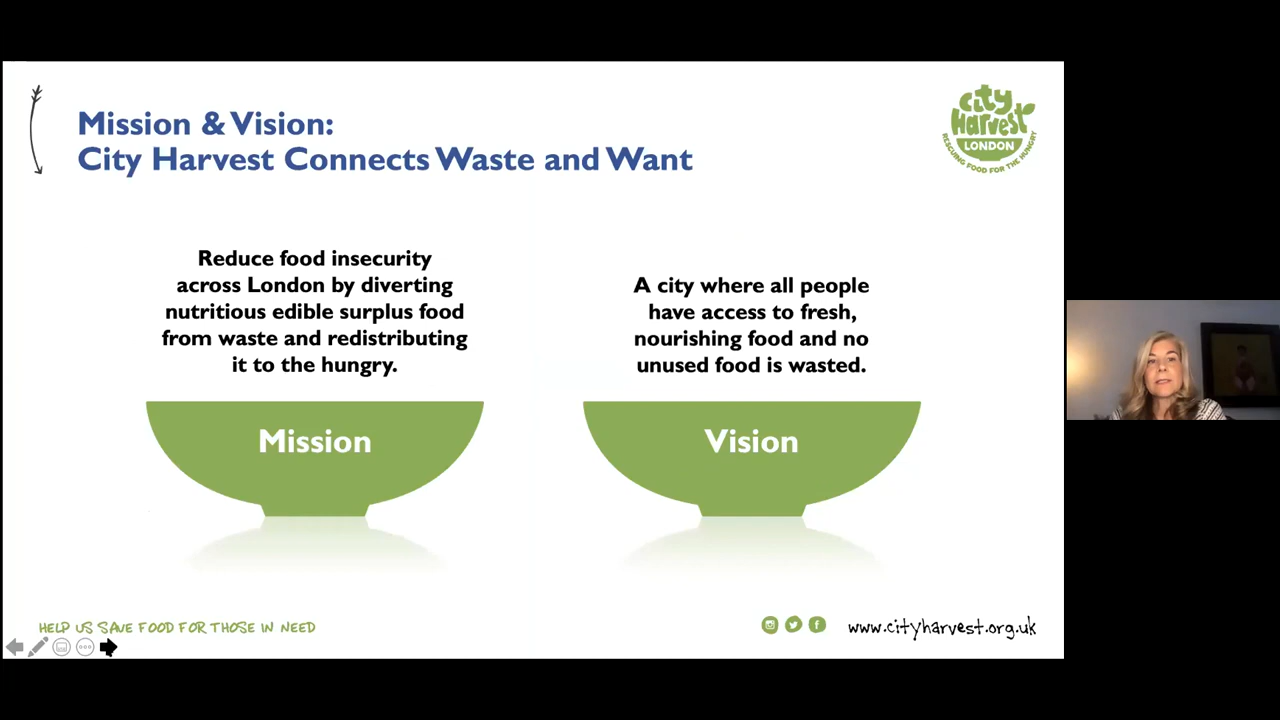 Mission & Vision:
City Harvest Connects Waste and Want
city
Harvest
LONDON
RESCUING FOOD FOR THE HUNGRY
Reduce food insecurity
across London by diverting
nutritious edible surplus food
from waste and redistributing
it to the hungry.
Mission
A city where all people
have access to fresh,
nourishing food and no
unused food is wasted.
Vision
HELP US SAVE FOOD FOR THOSE IN NEED
www.cityharvest.org.uk